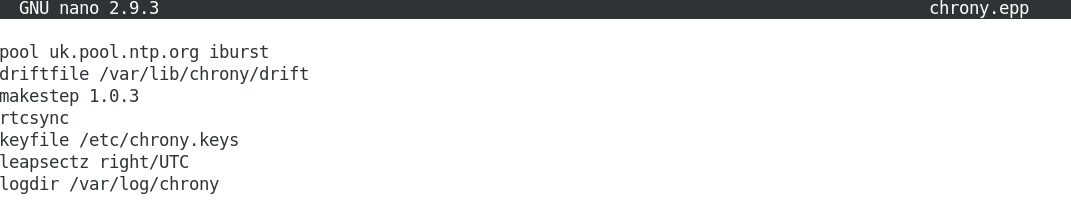 GNU nano 2.9.3 chrony.epp
pool uk.pool.ntp.org iburst
driftfile /var/lib/chrony/drift
makestep 1.0.3
rtcsync
keyfile /etc/chrony.keys
leapsectz right/UTC
logdir /var/log/chrony